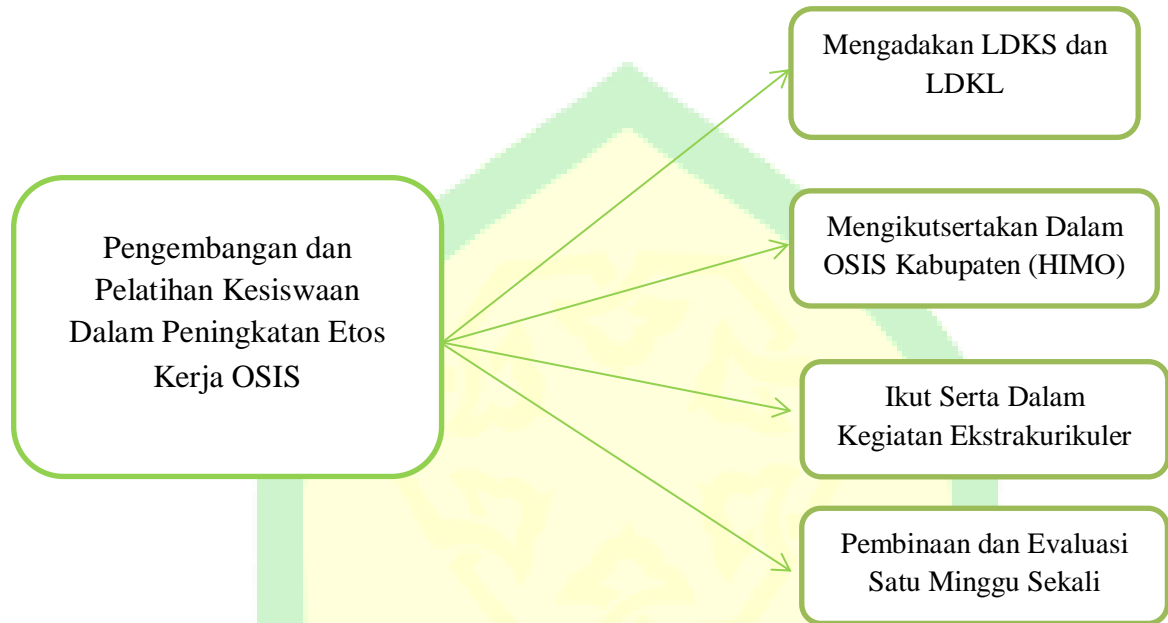 Pengembangan dan
Pelatihan Kesiswaan
Dalam Peningkatan Etos
Kerja OSIS
Mengadakan LDKS dan
LDKL
Mengikutsertakan Dalam
OSIS Kabupaten (HIMO)
Ikut Serta Dalam
Kegiatan Ekstrakurikuler
Pembinaan dan Evaluasi
Satu Minggu Sekali